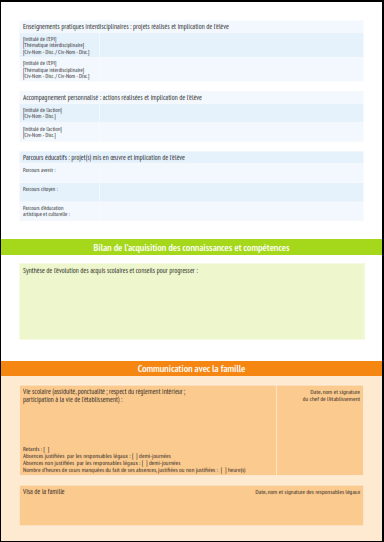 Enseignements pratiques interdisciplinaires : projets réalisés et implication de l'élève
[Intitulé de l'EPI]
[Thématique interdisciplinaire]
[Civ-Nom - Disc./ Civ-Nom - Disc.]
[Intitulé de l'EPI]
[Thématique interdisciplinaire]
[Civ-Nom - Disc./ Civ-Nom - Disc.]
Accompagnement personnalisé : actions réalisées et implication de l'élève
[Intitulé de l'action]
[Civ-Nom - Disc.]
[Intitulé de l'action]
[Civ-Nom - Disc.]
Parcours éducatifs : projet(s) mis en œuvre et implication de l'élève
Parcours avenir :
Parcours citoyen :
Parcours d'éducation
artistique et culturelle :
Bilan de l'acquisition des connaissances et compétences
Synthèse de l'évolution des acquis scolaires et conseils pour progresser :
Communication avec la famille
Vie scolaire (assiduité, ponctualité ; respect du règlement intérieur ;
participation à la vie de l'établissement) :
Date, nom et signature
du chef de l'établissement
Retards : [ ]
Absences justifiées par les responsables légaux : [ ] demi-journées
Absences non justifiées par les responsables légaux : [ ] demi-journées
Nombre d'heures de cours manquées du fait de ses absences, justifiées ou non justifiées : [ ] heure(s)
Visa de la famille
Date, nom et signature des responsables légaux